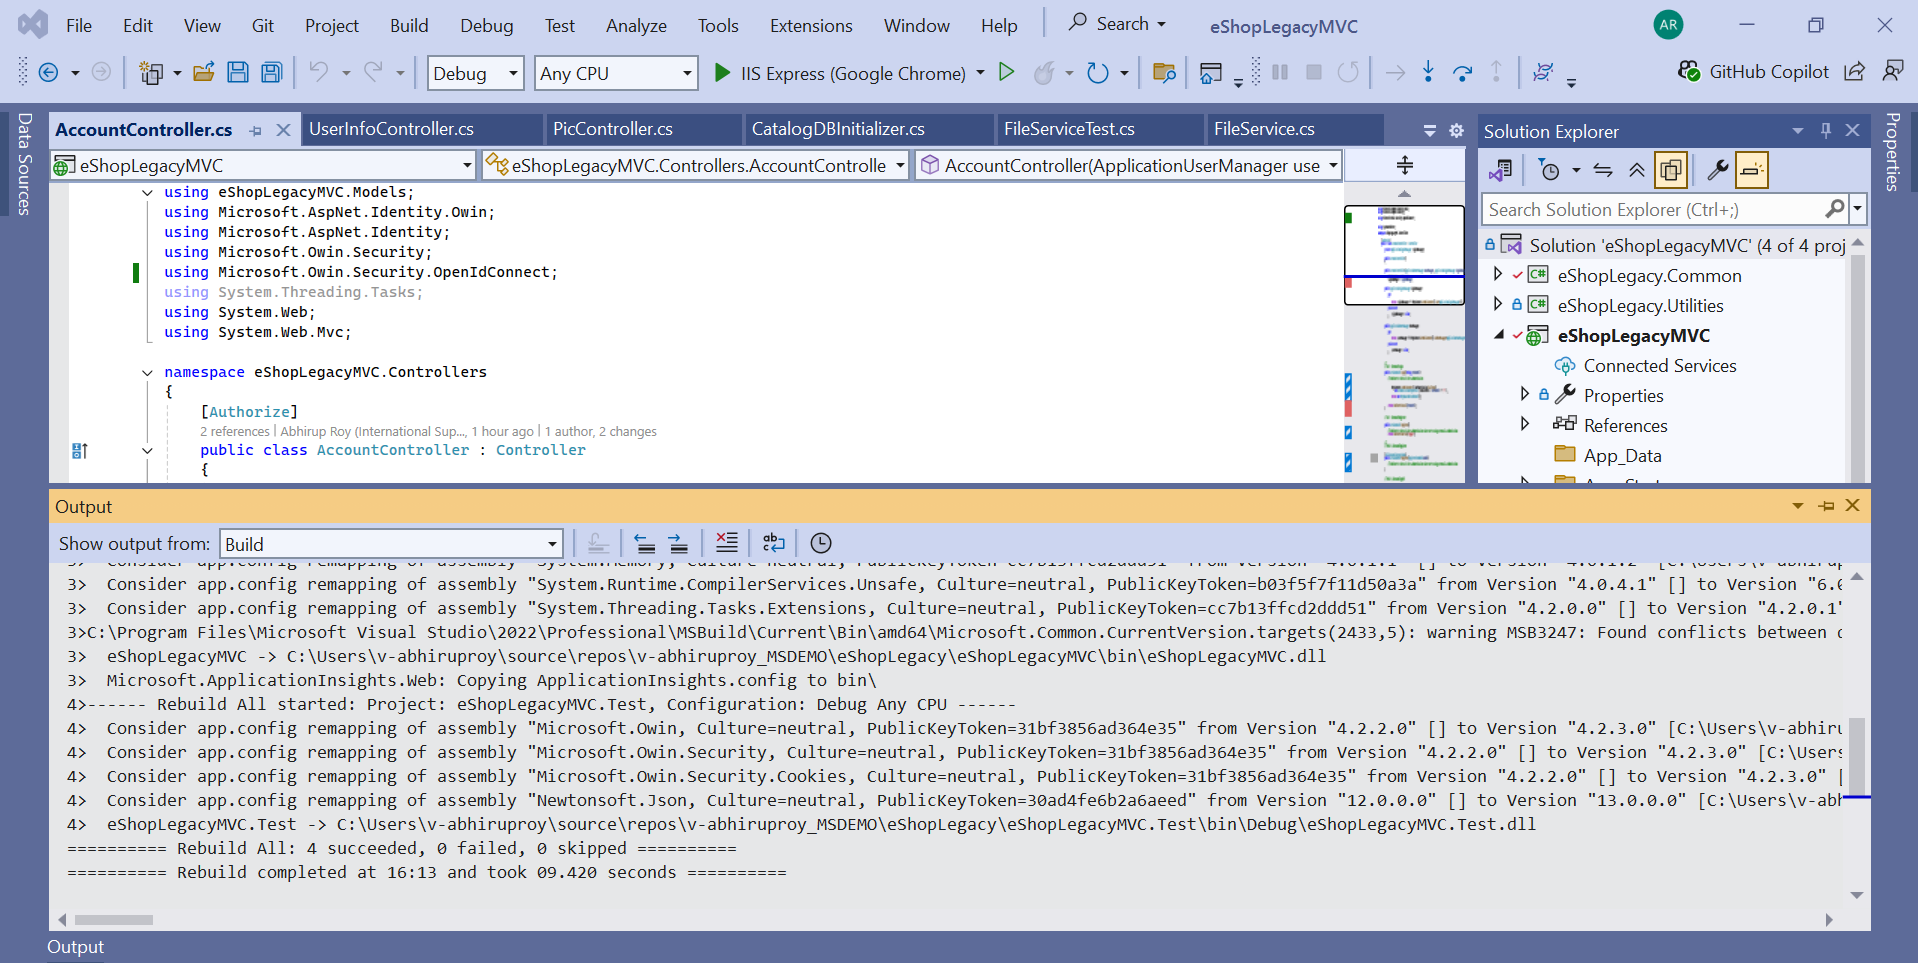 File Edit View Git Project Build Debug Test Analyze Tools Extensions Window Help Search eShopLegacyMVC AR
Debug Any CPU IIS Express (Google Chrome) GitHub Copilot
Data Sources
AccountController.cs UserInfoController.cs PicController.cs CatalogDBInitializer.cs FileServiceTest.cs FileService.cs
eShopLegacyMVC eShopLegacyMVC.Controllers.AccountControlle AccountController(ApplicationUserManager use
using eShopLegacyMVC.Models;
using Microsoft.AspNet.Identity.Owin;
using Microsoft.AspNet.Identity;
using Microsoft.Owin.Security;
using Microsoft.Owin.Security.OpenIdConnect;
using System.Threading.Tasks;
using System.Web;
using System.Web.Mvc;
namespace eShopLegacyMVC.Controllers
{
[Authorize]
2 references | Abhirup Roy (International Sup..., 1 hour ago | 1 author, 2 changes
public class AccountController : Controller
{
Solution Explorer
Search Solution Explorer (Ctrl+;)
Solution 'eShopLegacyMVC' (4 of 4 proj
C# eShopLegacy.Common
C# eShopLegacy.Utilities
eShopLegacyMVC
Connected Services
Properties
References
App_Data
Properties
Output
Show output from: Build
3> Consider app.config remapping of assembly "System.Runtime.CompilerServices.Unsafe, Culture=neutral, PublicKeyToken=b03f5f7f11d50a3a" from Version "4.0.4.1" [] to Version "6.0
3> Consider app.config remapping of assembly "System.Threading.Tasks.Extensions, Culture=neutral, PublicKeyToken=cc7b13ffcd2ddd51" from Version "4.2.0.0" [] to Version "4.2.0.1"
3>C:\Program Files\Microsoft Visual Studio\2022\Professional\MSBuild\Current\Bin\amd64\Microsoft.Common.CurrentVersion.targets(2433,5): warning MSB3247: Found conflicts between
3> eShopLegacyMVC -> C:\Users\v-abhiruproy\source\repos\v-abhiruproy_MSDEMO\eShopLegacy\eShopLegacyMVC\bin\eShopLegacyMVC.dll
3> Microsoft.ApplicationInsights.Web: Copying ApplicationInsights.config to bin\
4>------ Rebuild All started: Project: eShopLegacyMVC.Test, Configuration: Debug Any CPU ------
4> Consider app.config remapping of assembly "Microsoft.Owin, Culture=neutral, PublicKeyToken=31bf3856ad364e35" from Version "4.2.2.0" [] to Version "4.2.3.0" [C:\Users\v-abhiru
4> Consider app.config remapping of assembly "Microsoft.Owin.Security, Culture=neutral, PublicKeyToken=31bf3856ad364e35" from Version "4.2.2.0" [] to Version "4.2.3.0" [C:\Users
4> Consider app.config remapping of assembly "Microsoft.Owin.Security.Cookies, Culture=neutral, PublicKeyToken=31bf3856ad364e35" from Version "4.2.2.0" [] to Version "4.2.3.0" [
4> Consider app.config remapping of assembly "Newtonsoft.Json, Culture=neutral, PublicKeyToken=30ad4fe6b2a6aeed" from Version "12.0.0.0" [] to Version "13.0.0.0" [C:\Users\v-abh
4> eShopLegacyMVC.Test -> C:\Users\v-abhiruproy\source\repos\v-abhiruproy_MSDEMO\eShopLegacy\eShopLegacyMVC.Test\bin\Debug\eShopLegacyMVC.Test.dll
========== Rebuild All: 4 succeeded, 0 failed, 0 skipped ==========
========== Rebuild completed at 16:13 and took 09.420 seconds ==========
Output